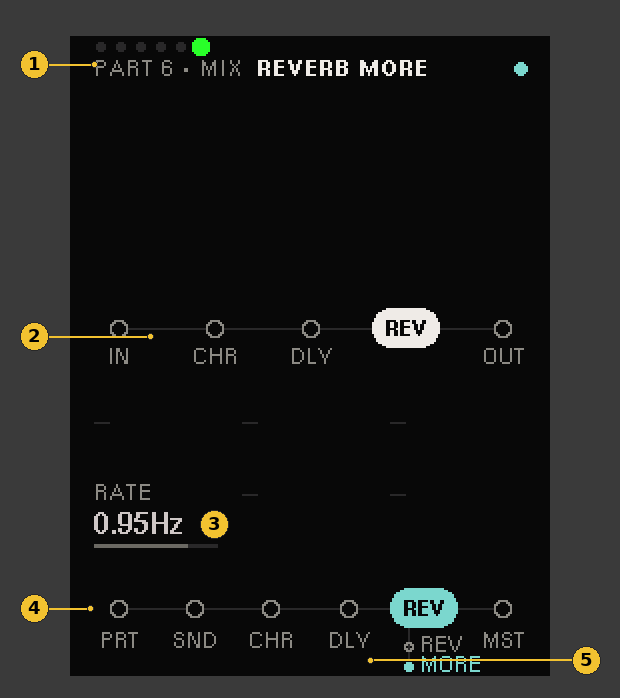 1
PART 6 · MIX REVERB MORE
REV
2
IN CHR DLY OUT
RATE
0.95Hz 3
4
REV
PRT SND CHR DLY MST
REV
MORE
5